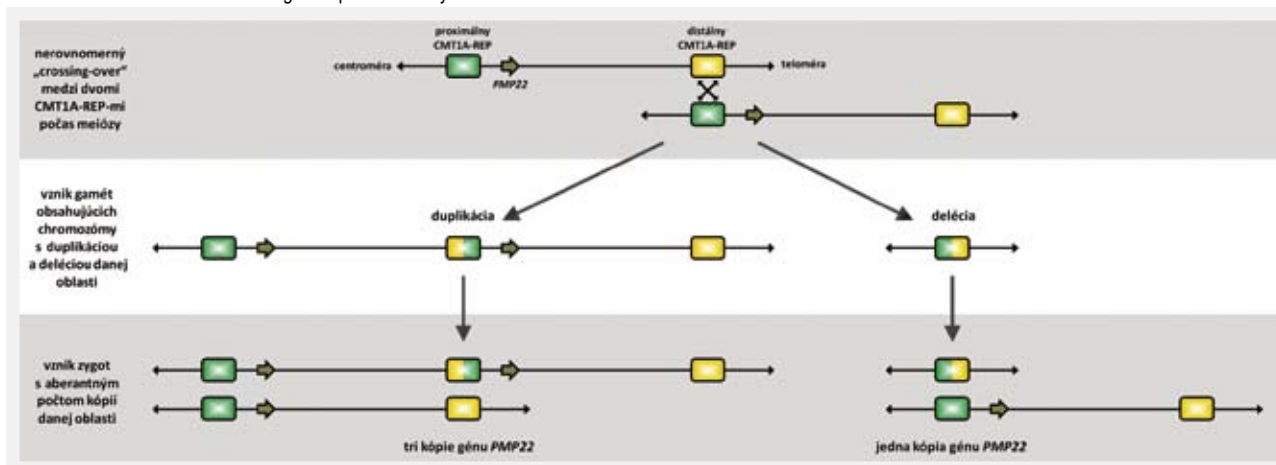 nerovnomerný
„crossing-over“
medzi dvomi
CMT1A-REP-mi
počas meiózy
proximálny
CMT1A-REP
distálny
CMT1A-REP
centroméra
teloméra
PMP22
vznik gamét
obsahujúcich
chromozómy
s duplikáciou
a deléciou danej
oblasti
duplikácia
delécia
vznik zygot
s aberantným
počtom kópií
danej oblasti
tri kópie génu PMP22
jedna kópia génu PMP22